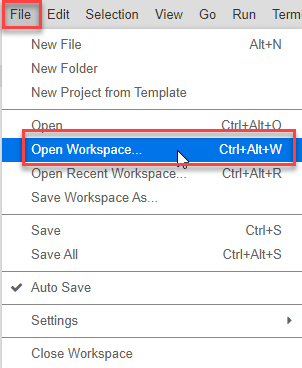 File Edit Selection View Go Run Term
New File Alt+N
New Folder
New Project from Template
Open Ctrl+Alt+O
Open Workspace... Ctrl+Alt+W
Open Recent Workspace... Ctrl+Alt+R
Save Workspace As...
Save Ctrl+S
Save All Ctrl+Alt+S
Auto Save
Settings
Close Workspace